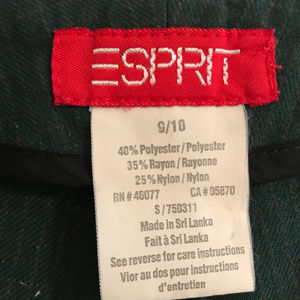 ESPRIT
9/10
40% Polyester/Polyester
35% Rayon/Rayonne
25% Nylon/Nylon
RN# 46077 CA# 05870
S/750311
Made in Sri Lanka
Fait à Sri Lanka
See reverse for care instructions
Vior au dos pour instructions
d'entretien